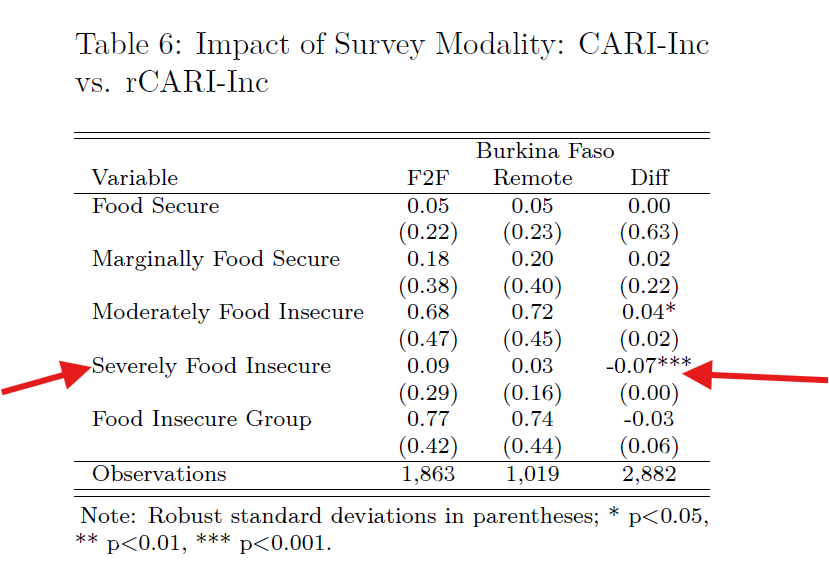 Table 6: Impact of Survey Modality: CARI-Inc
vs. rCARI-Inc
Burkina Faso
Variable F2F Remote Diff
Food Secure 0.05 0.05 0.00
(0.22) (0.23) (0.63)
Marginally Food Secure 0.18 0.20 0.02
(0.38) (0.40) (0.22)
Moderately Food Insecure 0.68 0.72 0.04*
(0.47) (0.45) (0.02)
Severely Food Insecure 0.09 0.03 -0.07***
(0.29) (0.16) (0.00)
Food Insecure Group 0.77 0.74 -0.03
(0.42) (0.44) (0.06)
Observations 1,863 1,019 2,882
Note: Robust standard deviations in parentheses; * p<0.05,
** p<0.01, *** p<0.001.